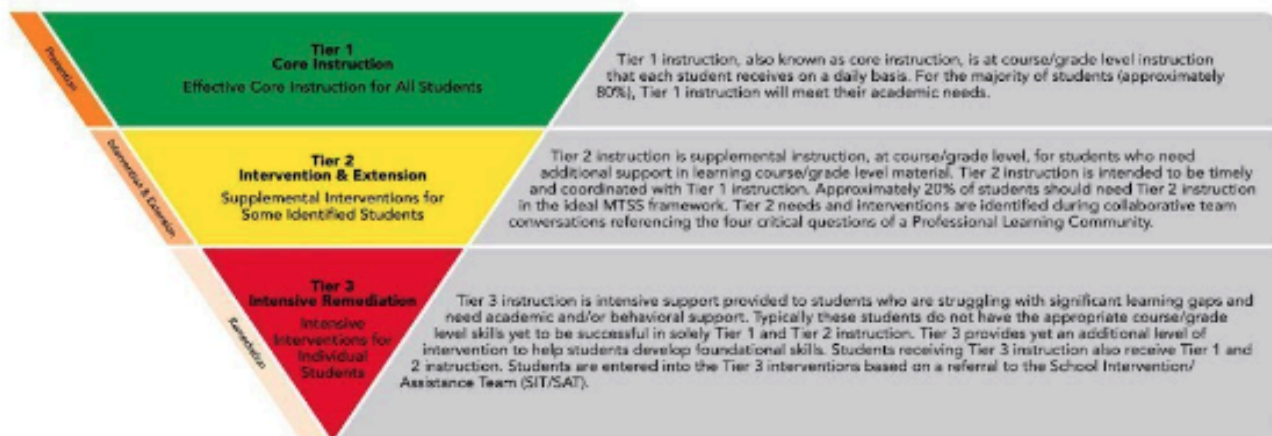 Prevention
Tier 1
Core Instruction
Effective Core Instruction for All Students
Tier 1 instruction, also known as core instruction, is at course/grade level instruction
that each student receives on a daily basis. For the majority of students (approximately
80%), Tier 1 instruction will meet their academic needs.
Intervention & Extension
Tier 2
Intervention & Extension
Supplemental Interventions for
Some Identified Students
Tier 2 instruction is supplemental instruction, at course/grade level, for students who need
additional support in learning course/grade level material. Tier 2 instruction is intended to be timely
and coordinated with Tier 1 instruction. Approximately 20% of students should need Tier 2 instruction
in the ideal MTSS framework. Tier 2 needs and interventions are identified during collaborative team
conversations referencing the four critical questions of a Professional Learning Community.
Remediation
Tier 3
Intensive Remediation
Intensive
Interventions for
Individual
Students
Tier 3 instruction is intensive support provided to students who are struggling with significant learning gaps and
need academic and/or behavioral support. Typically these students do not have the appropriate course/grade
level skills yet to be successful in solely Tier 1 and Tier 2 instruction. Tier 3 provides yet an additional level of
intervention to help students develop foundational skills. Students receiving Tier 3 instruction also receive Tier 1 and
2 instruction. Students are entered into the Tier 3 interventions based on a referral to the School Intervention/
Assistance Team (SIT/SAT).